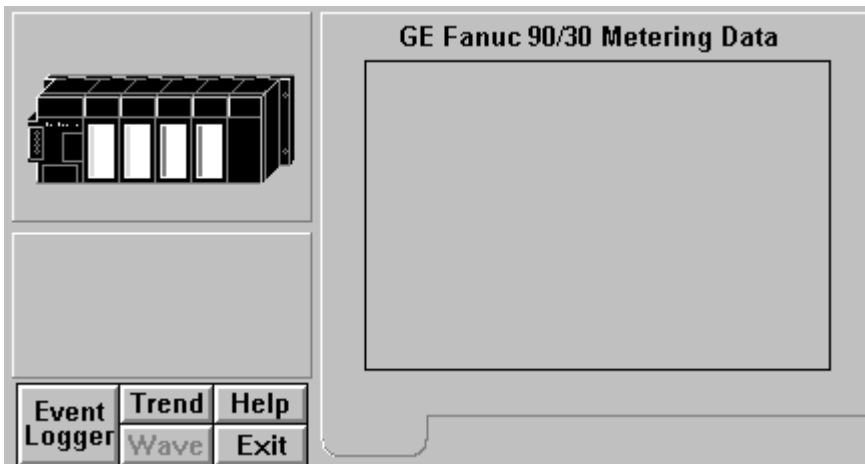 GE Fanuc 90/30 Metering Data
Event
Logger
Trend
Help
Wave
Exit